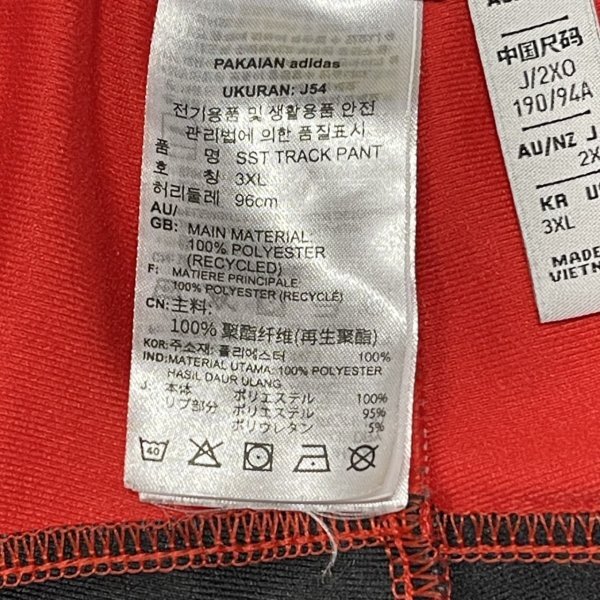 PAKAIAN adidas
UKURAN: J54
전기용품 및 생활용품 안전
관리법에 의한 품질표시
품 명 SST TRACK PANT
호 칭 3XL
허리둘레 96cm
AU/
GB: MAIN MATERIAL:
100% POLYESTER
(RECYCLED)
F: MATIERE PRINCIPALE:
100% POLYESTER (RECYCLÉ)
CN: 主料:
100% 聚酯纤维(再生聚酯)
KOR: 주소재: 폴리에스터 100%
IND: MATERIAL UTAMA: 100% POLYESTER
HASIL DAUR ULANG
J: 本体 ポリエステル 100%
リブ部分 ポリエステル 95%
ポリウレタン 5%
40
中国尺码
J/2XO
190/94A
AU/NZ J
2X
KR U
3XL
MADE
VIETN